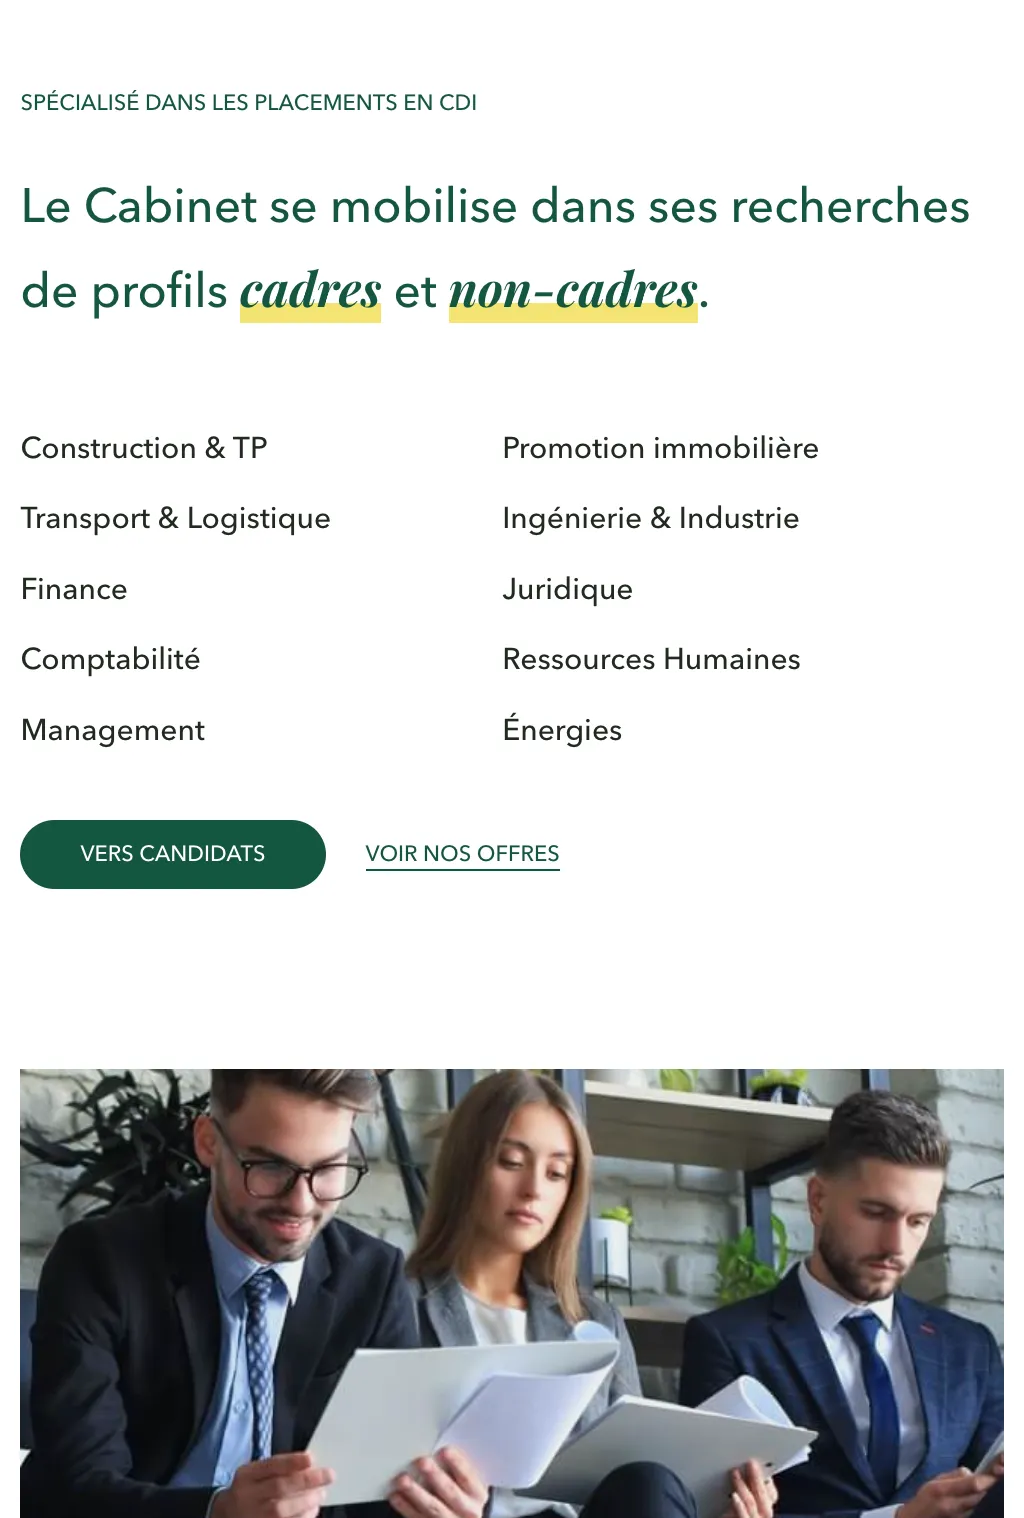 SPÉCIALISÉ DANS LES PLACEMENTS EN CDI
Le Cabinet se mobilise dans ses recherches
de profils cadres et non-cadres.
Construction & TP
Promotion immobilière
Transport & Logistique
Ingénierie & Industrie
Finance
Juridique
Comptabilité
Ressources Humaines
Management
Énergies
VERS CANDIDATS
VOIR NOS OFFRES